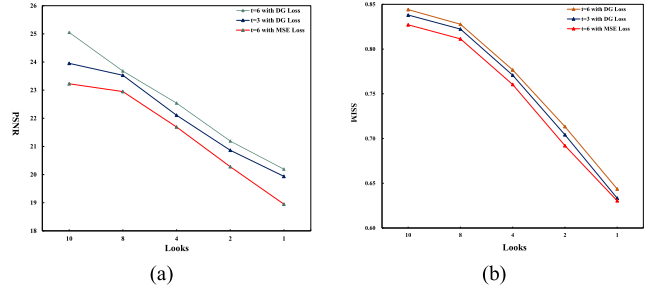 t=6 with DG Loss
t=3 with DG Loss
t=6 with MSE Loss
26
25
24
23
22
21
20
19
18
PSNR
10 8 4 2 1
Looks
(a)
t=6 with DG Loss
t=3 with DG Loss
t=6 with MSE Loss
0.85
0.80
0.75
0.70
0.65
0.60
SSIM
10 8 4 2 1
Looks
(b)